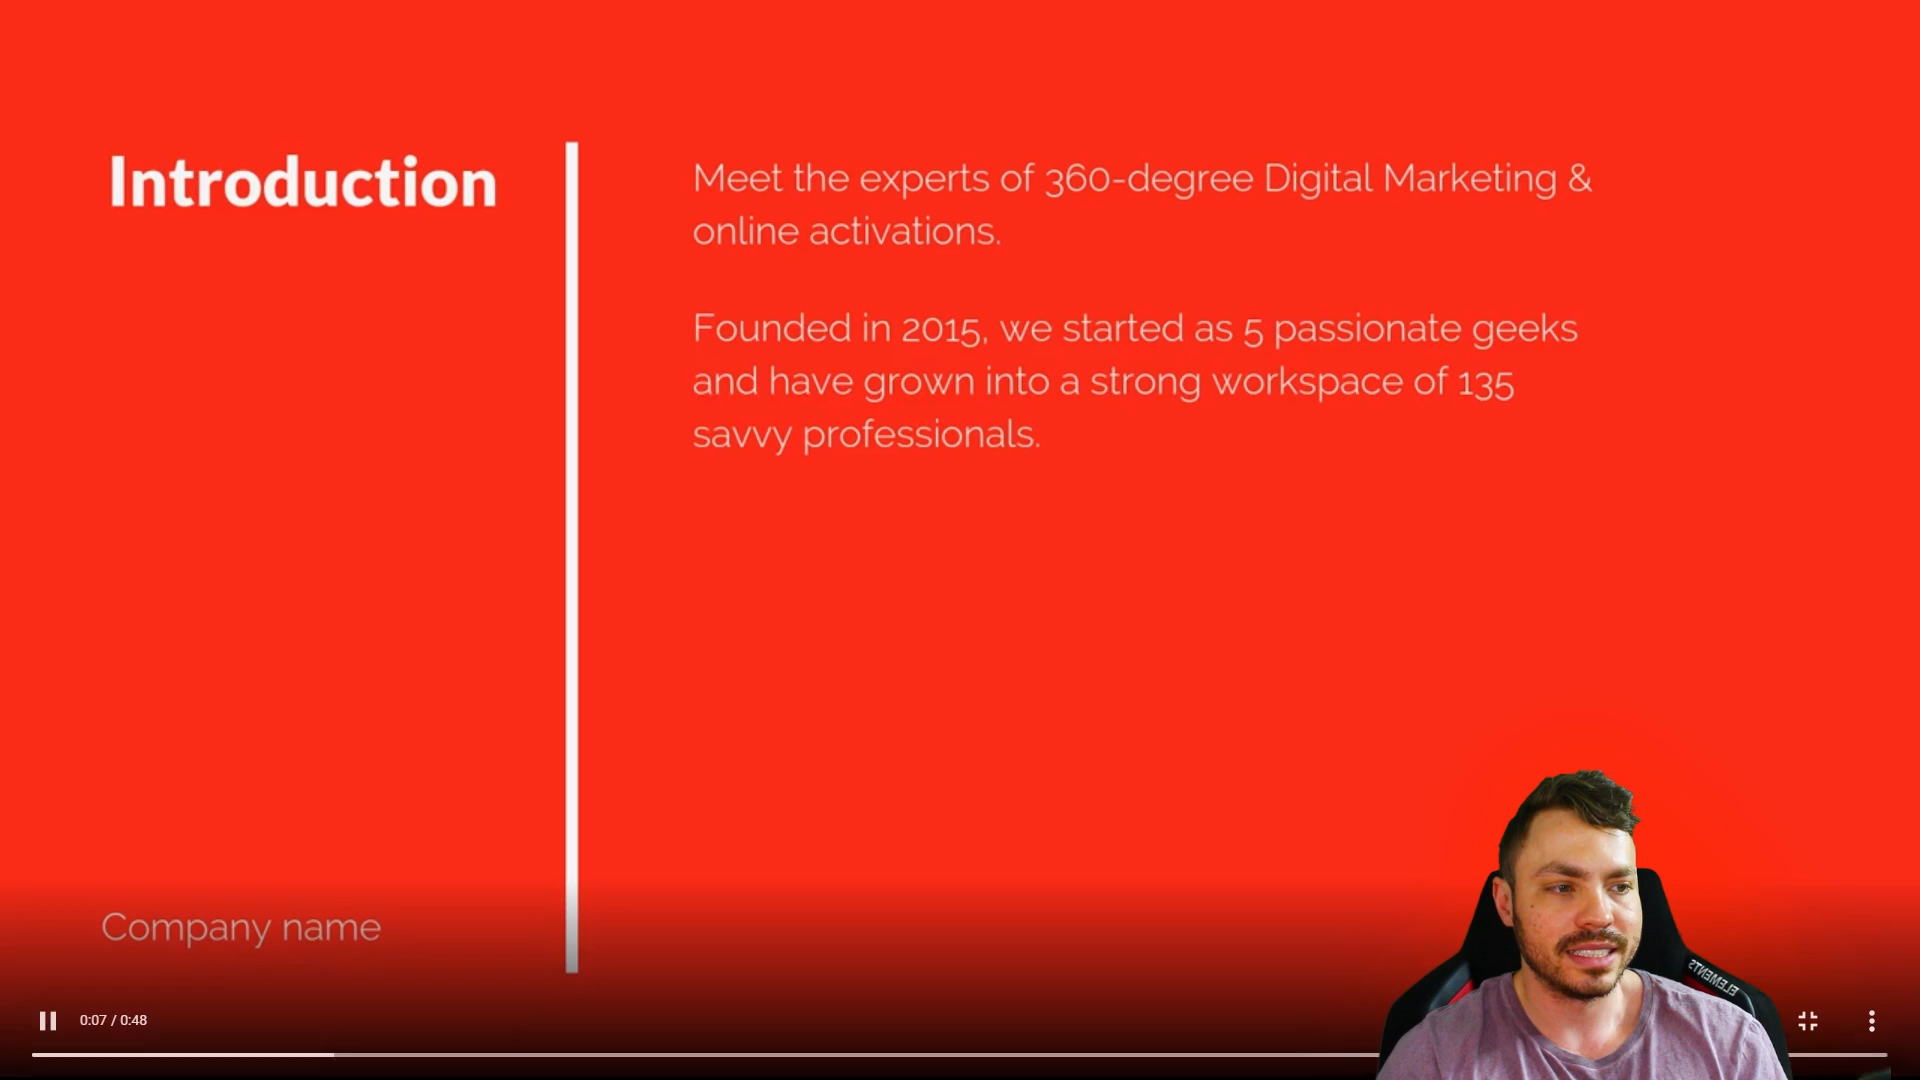 Introduction
Meet the experts of 360-degree Digital Marketing &
online activations.
Founded in 2015, we started as 5 passionate geeks
and have grown into a strong workspace of 135
savvy professionals.
Company name
0:07 / 0:48
ELEMENTS